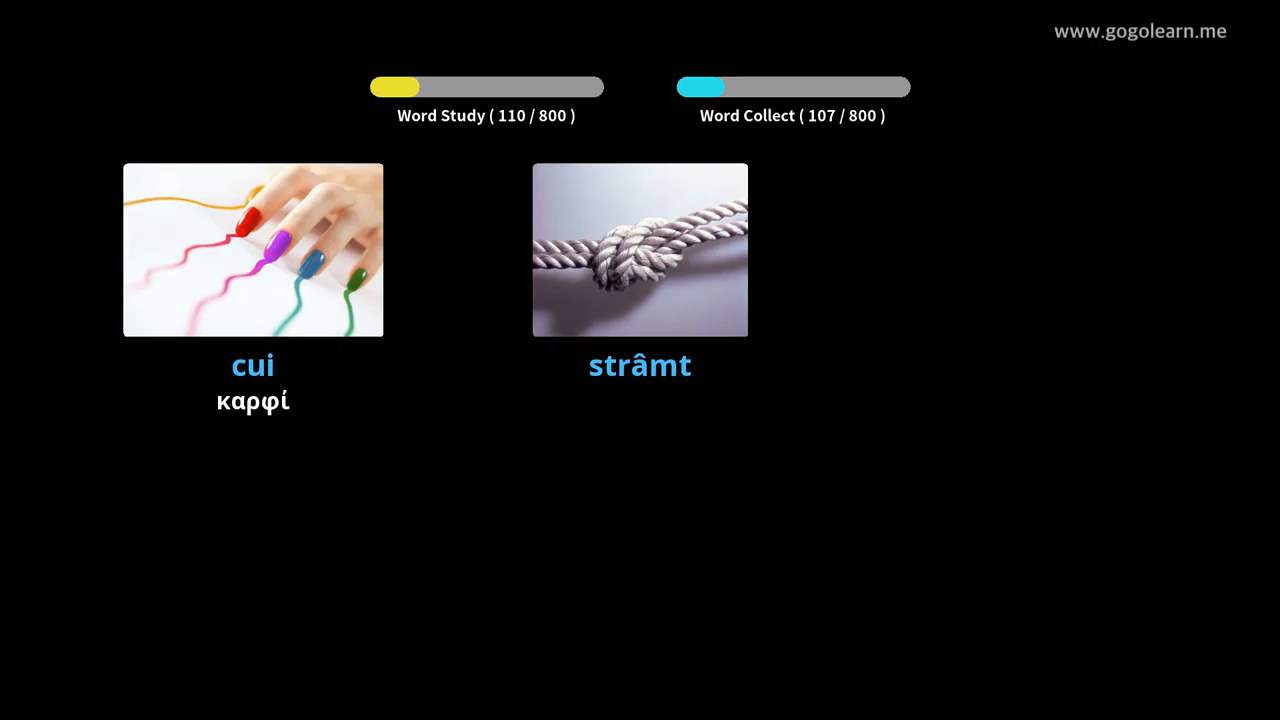 www.gogolearn.me
Word Study ( 110 / 800 )
Word Collect ( 107 / 800 )
cui
καρφί
strâmt